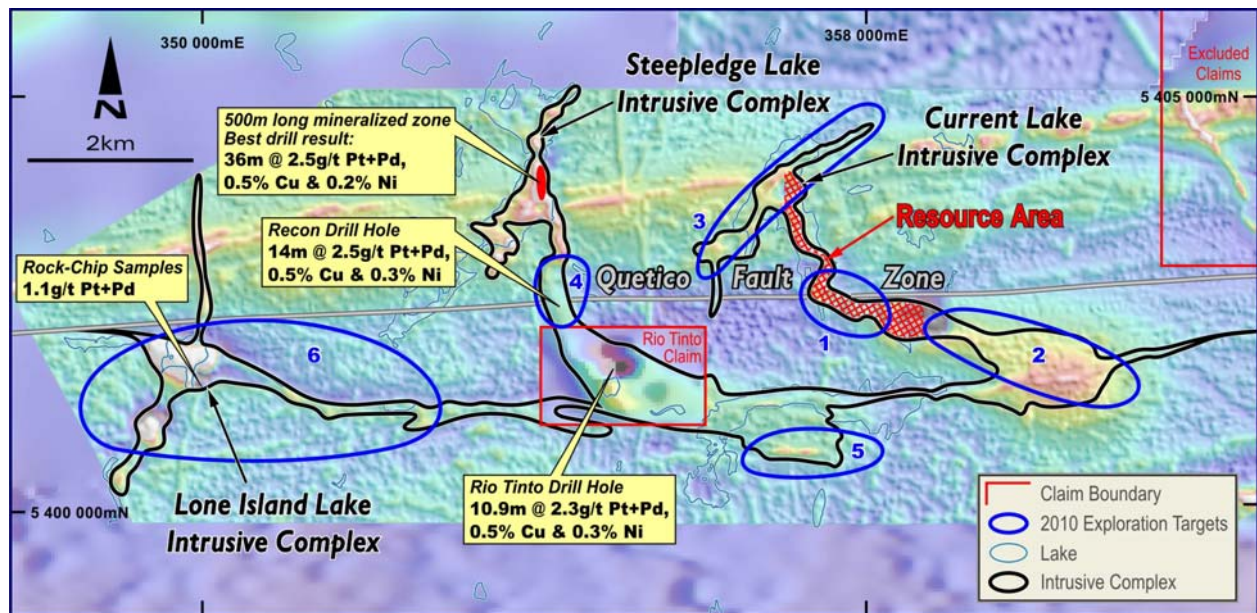 350 000mE
358 000mE
Steepledge Lake
Intrusive Complex
Excluded
Claims
5 405 000mN
N
2km
500m long mineralized zone
Best drill result:
36m @ 2.5g/t Pt+Pd,
0.5% Cu & 0.2% Ni
Current Lake
Intrusive Complex
3
Resource Area
Recon Drill Hole
14m @ 2.5g/t Pt+Pd,
0.5% Cu & 0.3% Ni
Rock-Chip Samples
1.1g/t Pt+Pd
4
Quetico Fault Zone
6
Rio Tinto
Claim
1
2
5
Lone Island Lake
Intrusive Complex
Rio Tinto Drill Hole
10.9m @ 2.3g/t Pt+Pd,
0.5% Cu & 0.3% Ni
5 400 000mN
Claim Boundary
2010 Exploration Targets
Lake
Intrusive Complex